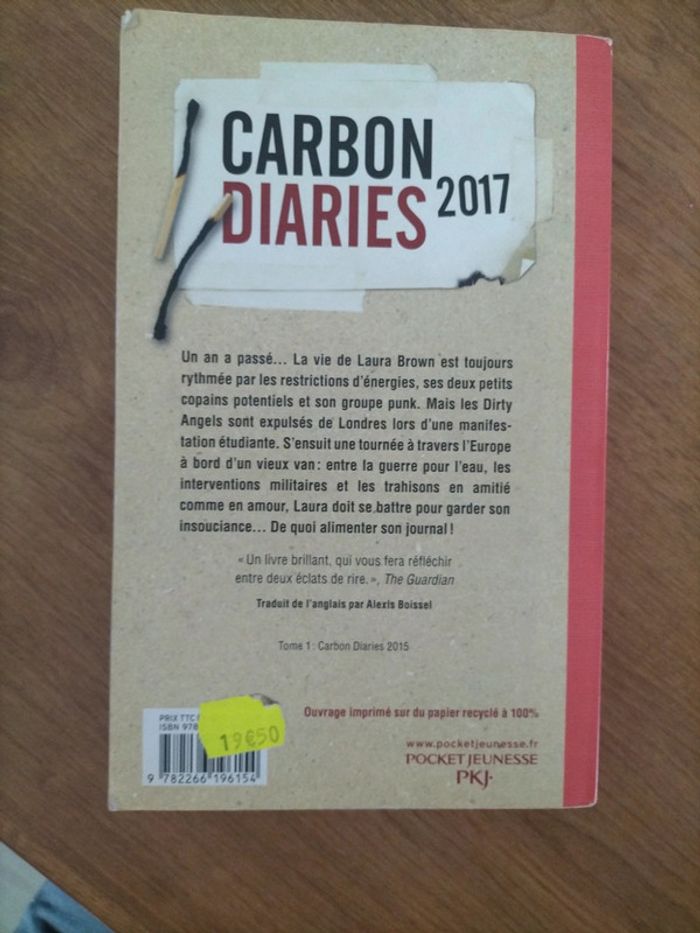 CARBON
DIARIES 2017
Un an a passé... La vie de Laura Brown est toujours
rythmée par les restrictions d'énergies, ses deux petits
copains potentiels et son groupe punk. Mais les Dirty
Angels sont expulsés de Londres lors d'une manifes-
tation étudiante. S'ensuit une tournée à travers l'Europe
à bord d'un vieux van : entre la guerre pour l'eau, les
interventions militaires et les trahisons en amitié
comme en amour, Laura doit se battre pour garder son
insouciance... De quoi alimenter son journal !
« Un livre brillant, qui vous fera réfléchir
entre deux éclats de rire. », The Guardian
Traduit de l'anglais par Alexis Boissel
Tome 1 : Carbon Diaries 2015
PRIX TTC
ISBN 978
19€50
9 782266 196154
Ouvrage imprimé sur du papier recyclé à 100%
www.pocketjeunesse.fr
POCKET JEUNESSE
PKJ·